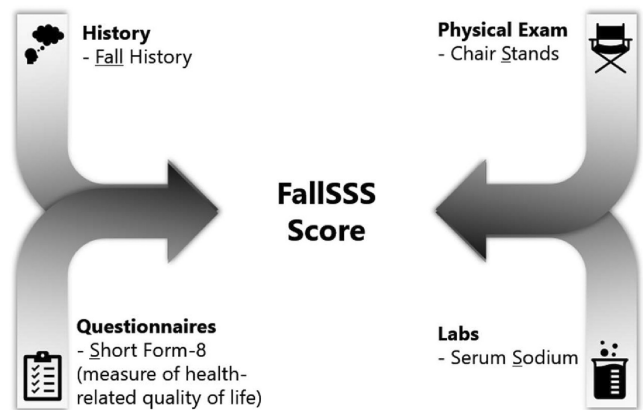 History
- Fall History
Physical Exam
- Chair Stands
FallSSS
Score
Questionnaires
- Short Form-8
(measure of health-
related quality of life)
Labs
- Serum Sodium